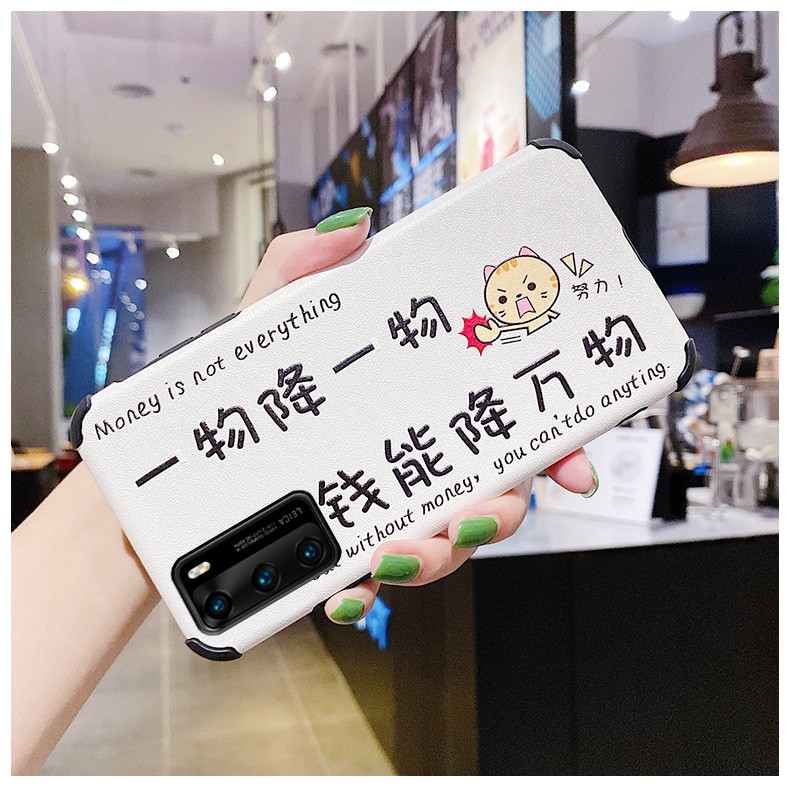 Money is not everything
一物降一物
努力！
钱能降万物
without money, you can'tdo anyting.
LEICA